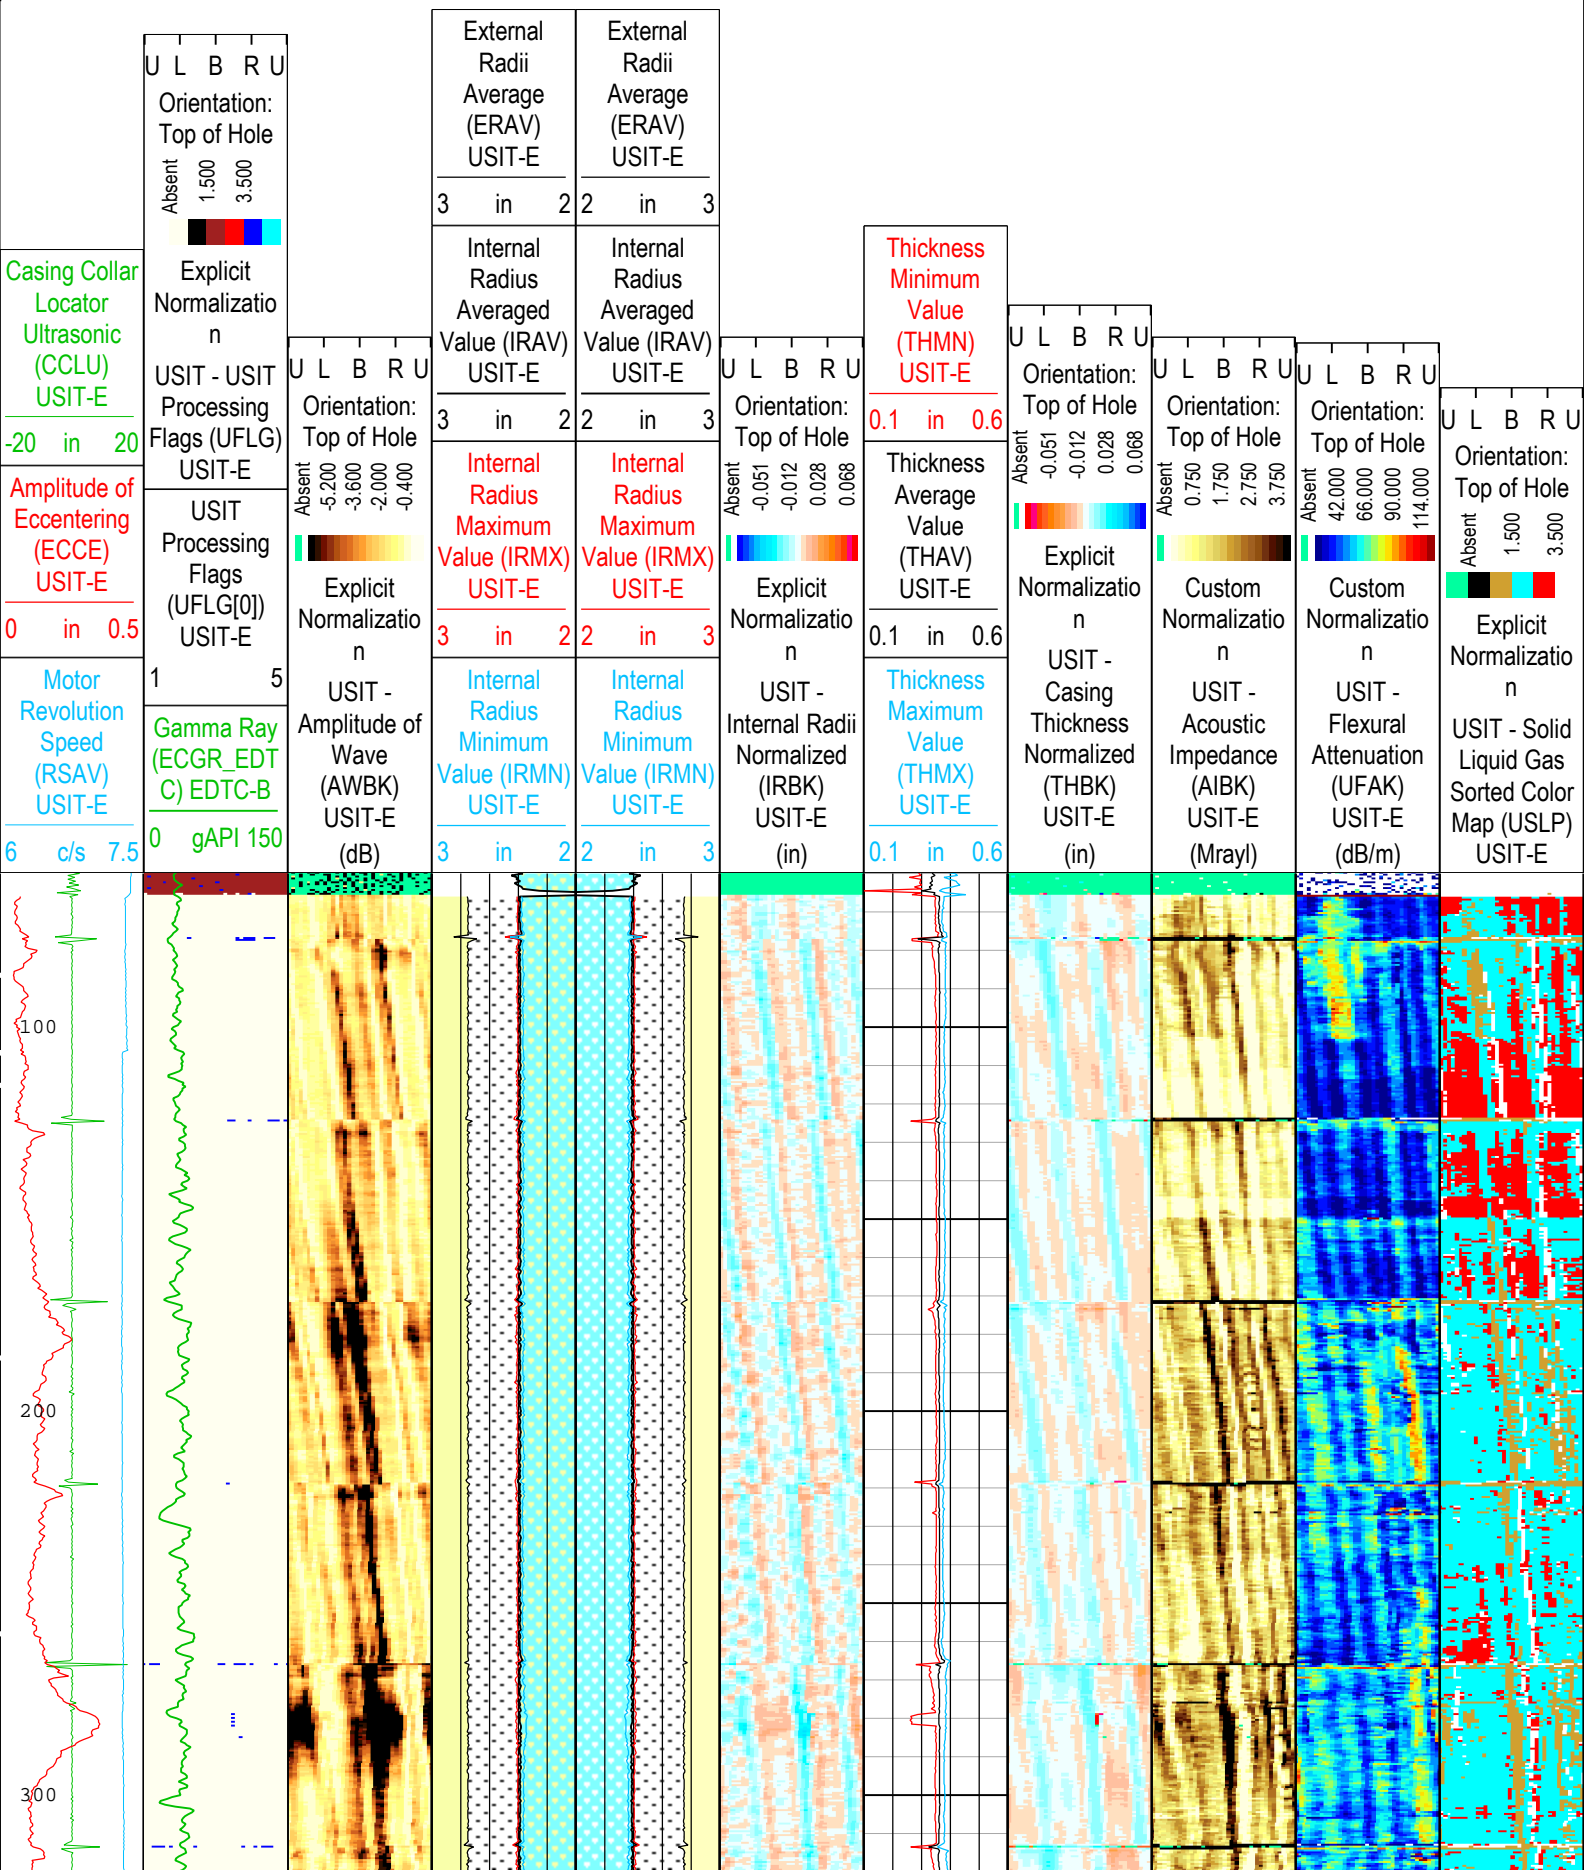 Casing Collar
Locator
Ultrasonic
(CCLU)
USIT-E
-20 in 20
Amplitude of
Eccentering
(ECCE)
USIT-E
0 in 0.5
Motor
Revolution
Speed
(RSAV)
USIT-E
6 c/s 7.5
U L B R U
Orientation:
Top of Hole
Absent
1.500
3.500
Explicit
Normalizatio
n
USIT - USIT
Processing
Flags (UFLG)
USIT-E
USIT
Processing
Flags
(UFLG[0])
USIT-E
1 5
Gamma Ray
(ECGR_EDT
C) EDTC-B
0 gAPI 150
U L B R U
Orientation:
Top of Hole
Absent
-5.200
-3.600
-2.000
-0.400
Explicit
Normalizatio
n
USIT -
Amplitude of
Wave
(AWBK)
USIT-E
(dB)
External
Radii
Average
(ERAV)
USIT-E
3 in 2
Internal
Radius
Averaged
Value (IRAV)
USIT-E
3 in 2
Internal
Radius
Maximum
Value (IRMX)
USIT-E
3 in 2
Internal
Radius
Minimum
Value (IRMN)
USIT-E
3 in 2
External
Radii
Average
(ERAV)
USIT-E
2 in 3
Internal
Radius
Averaged
Value (IRAV)
USIT-E
2 in 3
Internal
Radius
Maximum
Value (IRMX)
USIT-E
2 in 3
Internal
Radius
Minimum
Value (IRMN)
USIT-E
2 in 3
U L B R U
Orientation:
Top of Hole
Absent
-0.051
-0.012
0.028
0.068
Explicit
Normalizatio
n
USIT -
Internal Radii
Normalized
(IRBK)
USIT-E
(in)
Thickness
Minimum
Value
(THMN)
USIT-E
0.1 in 0.6
Thickness
Average
Value
(THAV)
USIT-E
0.1 in 0.6
Thickness
Maximum
Value
(THMX)
USIT-E
0.1 in 0.6
U L B R U
Orientation:
Top of Hole
Absent
-0.051
-0.012
0.028
0.068
Explicit
Normalizatio
n
USIT -
Casing
Thickness
Normalized
(THBK)
USIT-E
(in)
U L B R U
Orientation:
Top of Hole
Absent
0.750
1.750
2.750
3.750
Custom
Normalizatio
n
USIT -
Acoustic
Impedance
(AIBK)
USIT-E
(Mrayl)
U L B R U
Orientation:
Top of Hole
Absent
42.000
66.000
90.000
114.000
Custom
Normalizatio
n
USIT -
Flexural
Attenuation
(UFAK)
USIT-E
(dB/m)
U L B R U
Orientation:
Top of Hole
Absent
1.500
3.500
Explicit
Normalizatio
n
USIT - Solid
Liquid Gas
Sorted Color
Map (USLP)
USIT-E
100
200
300